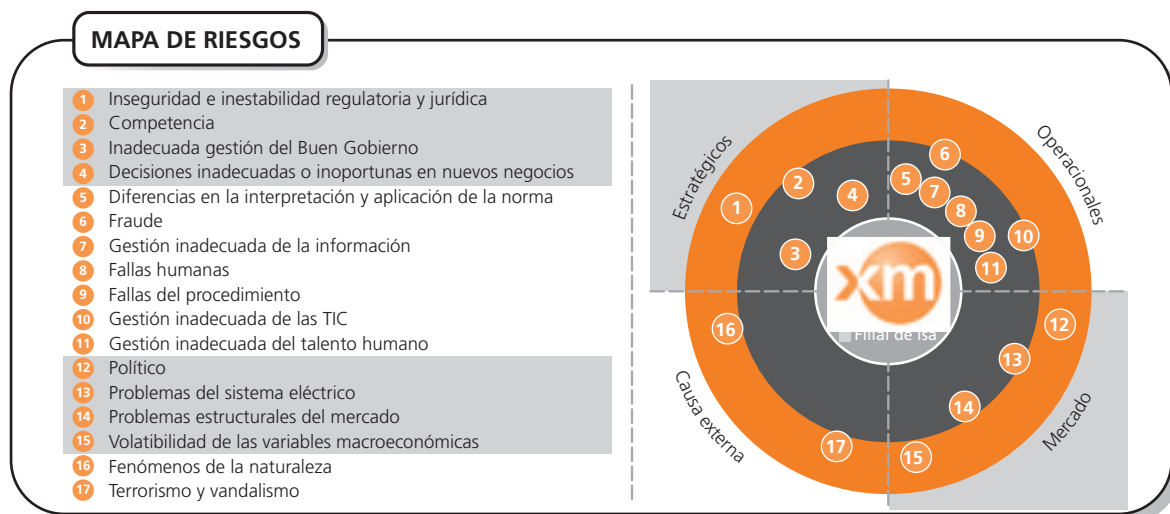 MAPA DE RIESGOS
1 Inseguridad e inestabilidad regulatoria y jurídica
2 Competencia
3 Inadecuada gestión del Buen Gobierno
4 Decisiones inadecuadas o inoportunas en nuevos negocios
5 Diferencias en la interpretación y aplicación de la norma
6 Fraude
7 Gestión inadecuada de la información
8 Fallas humanas
9 Fallas del procedimiento
10 Gestión inadecuada de las TIC
11 Gestión inadecuada del talento humano
12 Político
13 Problemas del sistema eléctrico
14 Problemas estructurales del mercado
15 Volatilidad de las variables macroeconómicas
16 Fenómenos de la naturaleza
17 Terrorismo y vandalismo
Estratégicos
1
2
3
4
Operacionales
5
6
7
8
9
10
11
xm
Filial de Isa
Causa externa
16
17
Mercado
12
13
14
15